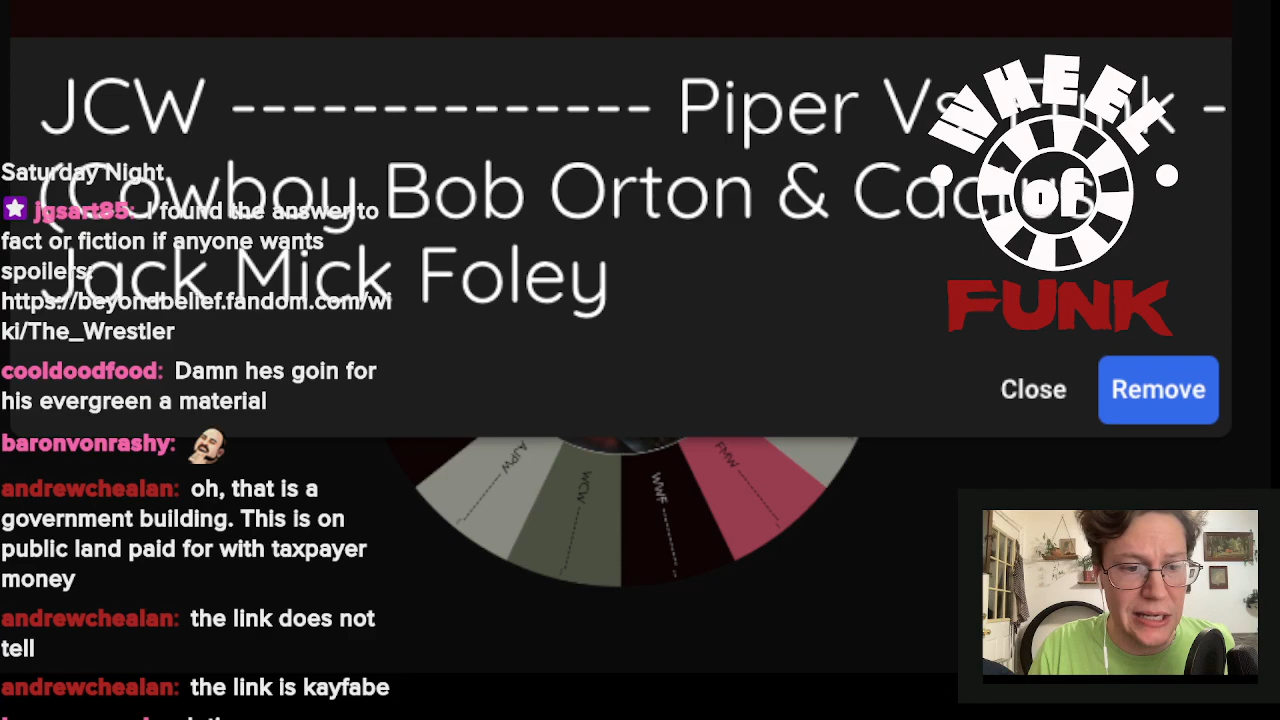 JCW -------------- Piper Vs Funk -
(Cowboy Bob Orton & Cactus
Jack Mick Foley
WHEEL
of
FUNK
Close
Remove
Saturday Night
jgsart85: I found the answer to
fact or fiction if anyone wants
spoilers:
https://beyondbelief.fandom.com/wi
ki/The_Wrestler
cooldoodfood: Damn hes goin for
his evergreen a material
baronvonrashy:
andrewchealan: oh, that is a
government building. This is on
public land paid for with taxpayer
money
andrewchealan: the link does not
tell
andrewchealan: the link is kayfabe
AJPW ----------
WCW ----------
WWF ----------
FMW ----------